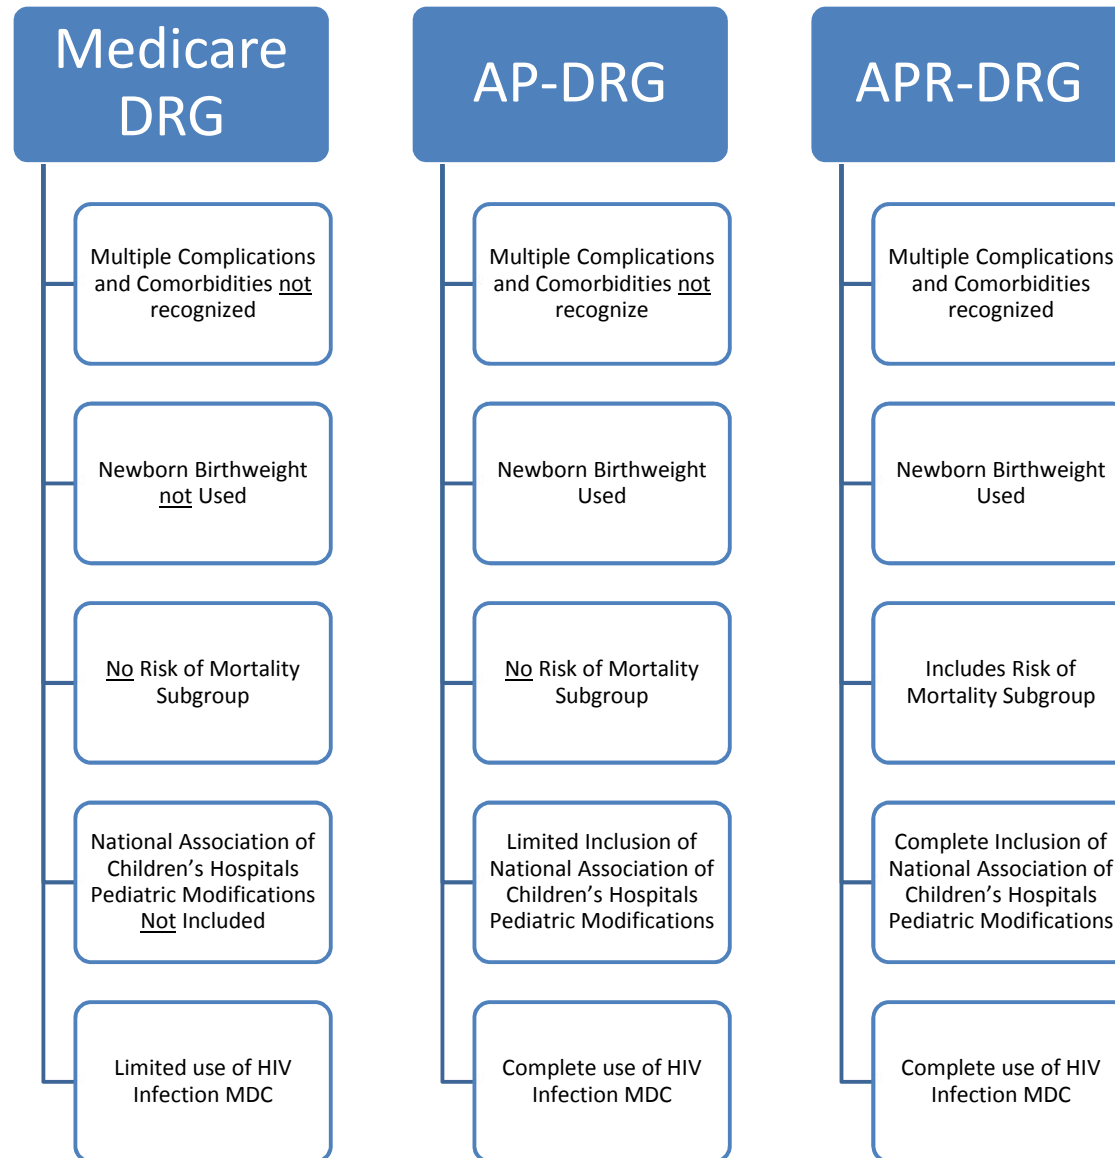 Medicare
DRG
Multiple Complications
and Comorbidities not
recognized
Newborn Birthweight
not Used
No Risk of Mortality
Subgroup
National Association of
Children's Hospitals
Pediatric Modifications
Not Included
Limited use of HIV
Infection MDC
AP-DRG
Multiple Complications
and Comorbidities not
recognize
Newborn Birthweight
Used
No Risk of Mortality
Subgroup
Limited Inclusion of
National Association of
Children's Hospitals
Pediatric Modifications
Complete use of HIV
Infection MDC
APR-DRG
Multiple Complications
and Comorbidities
recognized
Newborn Birthweight
Used
Includes Risk of
Mortality Subgroup
Complete Inclusion of
National Association of
Children's Hospitals
Pediatric Modifications
Complete use of HIV
Infection MDC